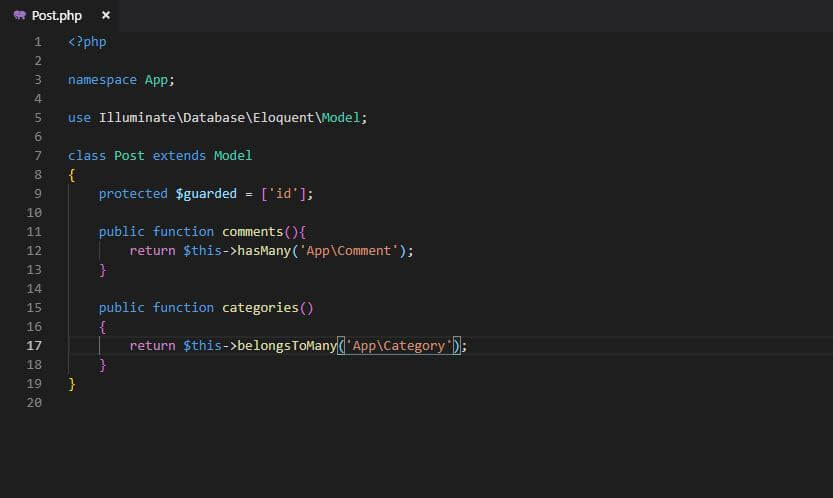 Post.php ×
1 <?php
2
3 namespace App;
4
5 use Illuminate\Database\Eloquent\Model;
6
7 class Post extends Model
8 {
9     protected $guarded = ['id'];
10
11     public function comments(){
12         return $this->hasMany('App\Comment');
13     }
14
15     public function categories()
16     {
17         return $this->belongsToMany('App\Category');
18     }
19 }
20